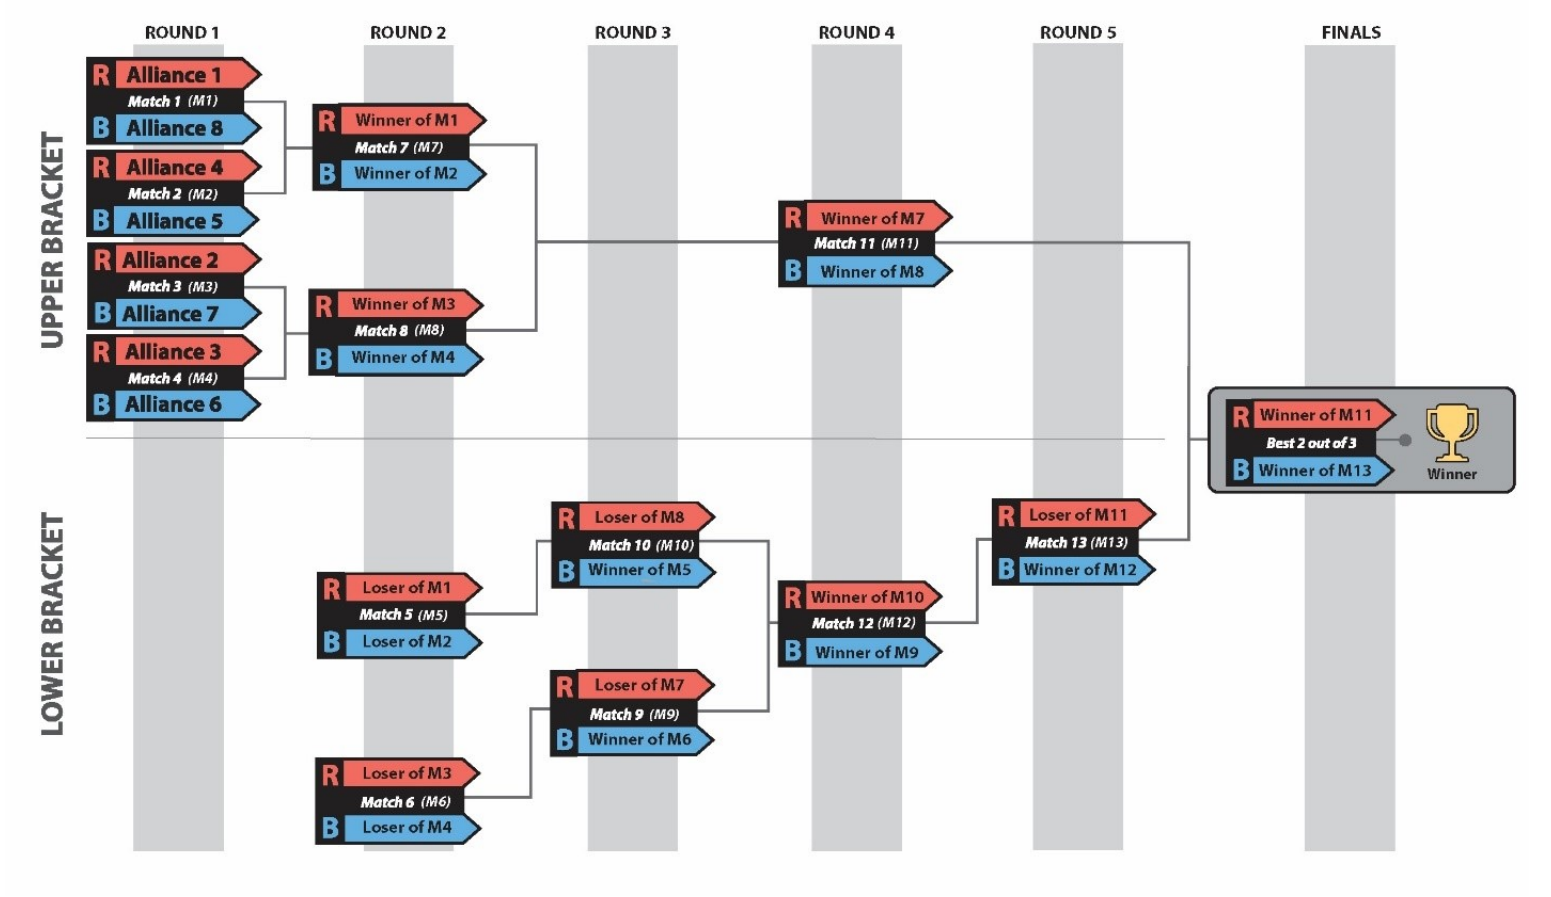 ROUND 1 ROUND 2 ROUND 3 ROUND 4 ROUND 5 FINALS
UPPER BRACKET
R Alliance 1
Match 1 (M1)
B Alliance 8
R Alliance 4
Match 2 (M2)
B Alliance 5
R Alliance 2
Match 3 (M3)
B Alliance 7
R Alliance 3
Match 4 (M4)
B Alliance 6
R Winner of M1
Match 7 (M7)
B Winner of M2
R Winner of M3
Match 8 (M8)
B Winner of M4
R Winner of M7
Match 11 (M11)
B Winner of M8
R Winner of M11
Best 2 out of 3
B Winner of M13
Winner
LOWER BRACKET
R Loser of M1
Match 5 (M5)
B Loser of M2
R Loser of M3
Match 6 (M6)
B Loser of M4
R Loser of M8
Match 10 (M10)
B Winner of M5
R Loser of M7
Match 9 (M9)
B Winner of M6
R Winner of M10
Match 12 (M12)
B Winner of M9
R Loser of M11
Match 13 (M13)
B Winner of M12